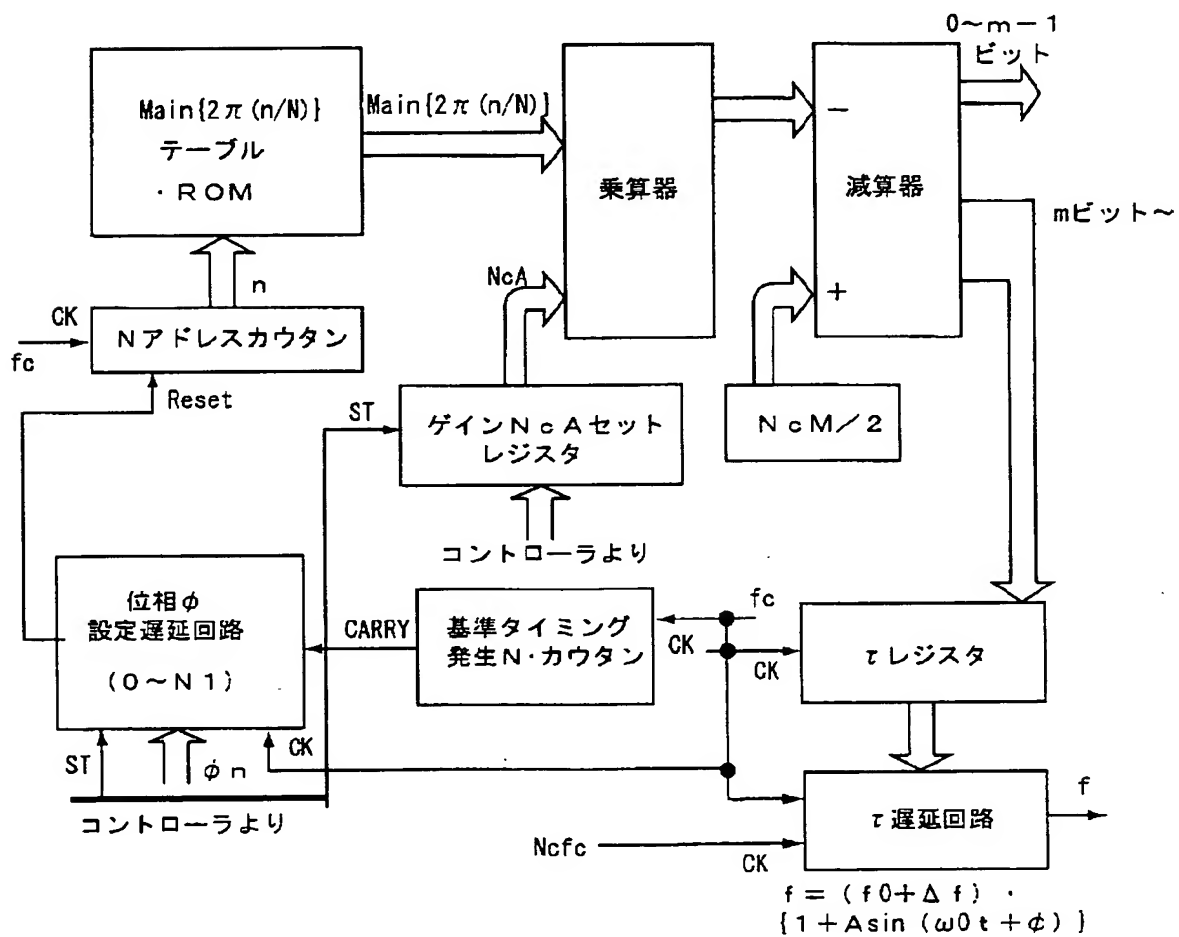 0～m－1
ビット
Main{2π(n/N)}
テーブル
・ROM
Main{2π(n/N)}
乗算器
－
減算器
＋
mビット～
n
NcA
CK
fc
Nアドレスカウタン
Reset
ST
ゲインNcAセット
レジスタ
NcM／2
コントローラより
位相φ
設定遅延回路
(0～N1)
CARRY
基準タイミング
発生N・カウタン
fc
CK
CK
τレジスタ
ST
φn
CK
コントローラより
Ncfc
CK
τ遅延回路
f
f＝(f0+Δf)・
{1+Asin(ω0t+φ)}